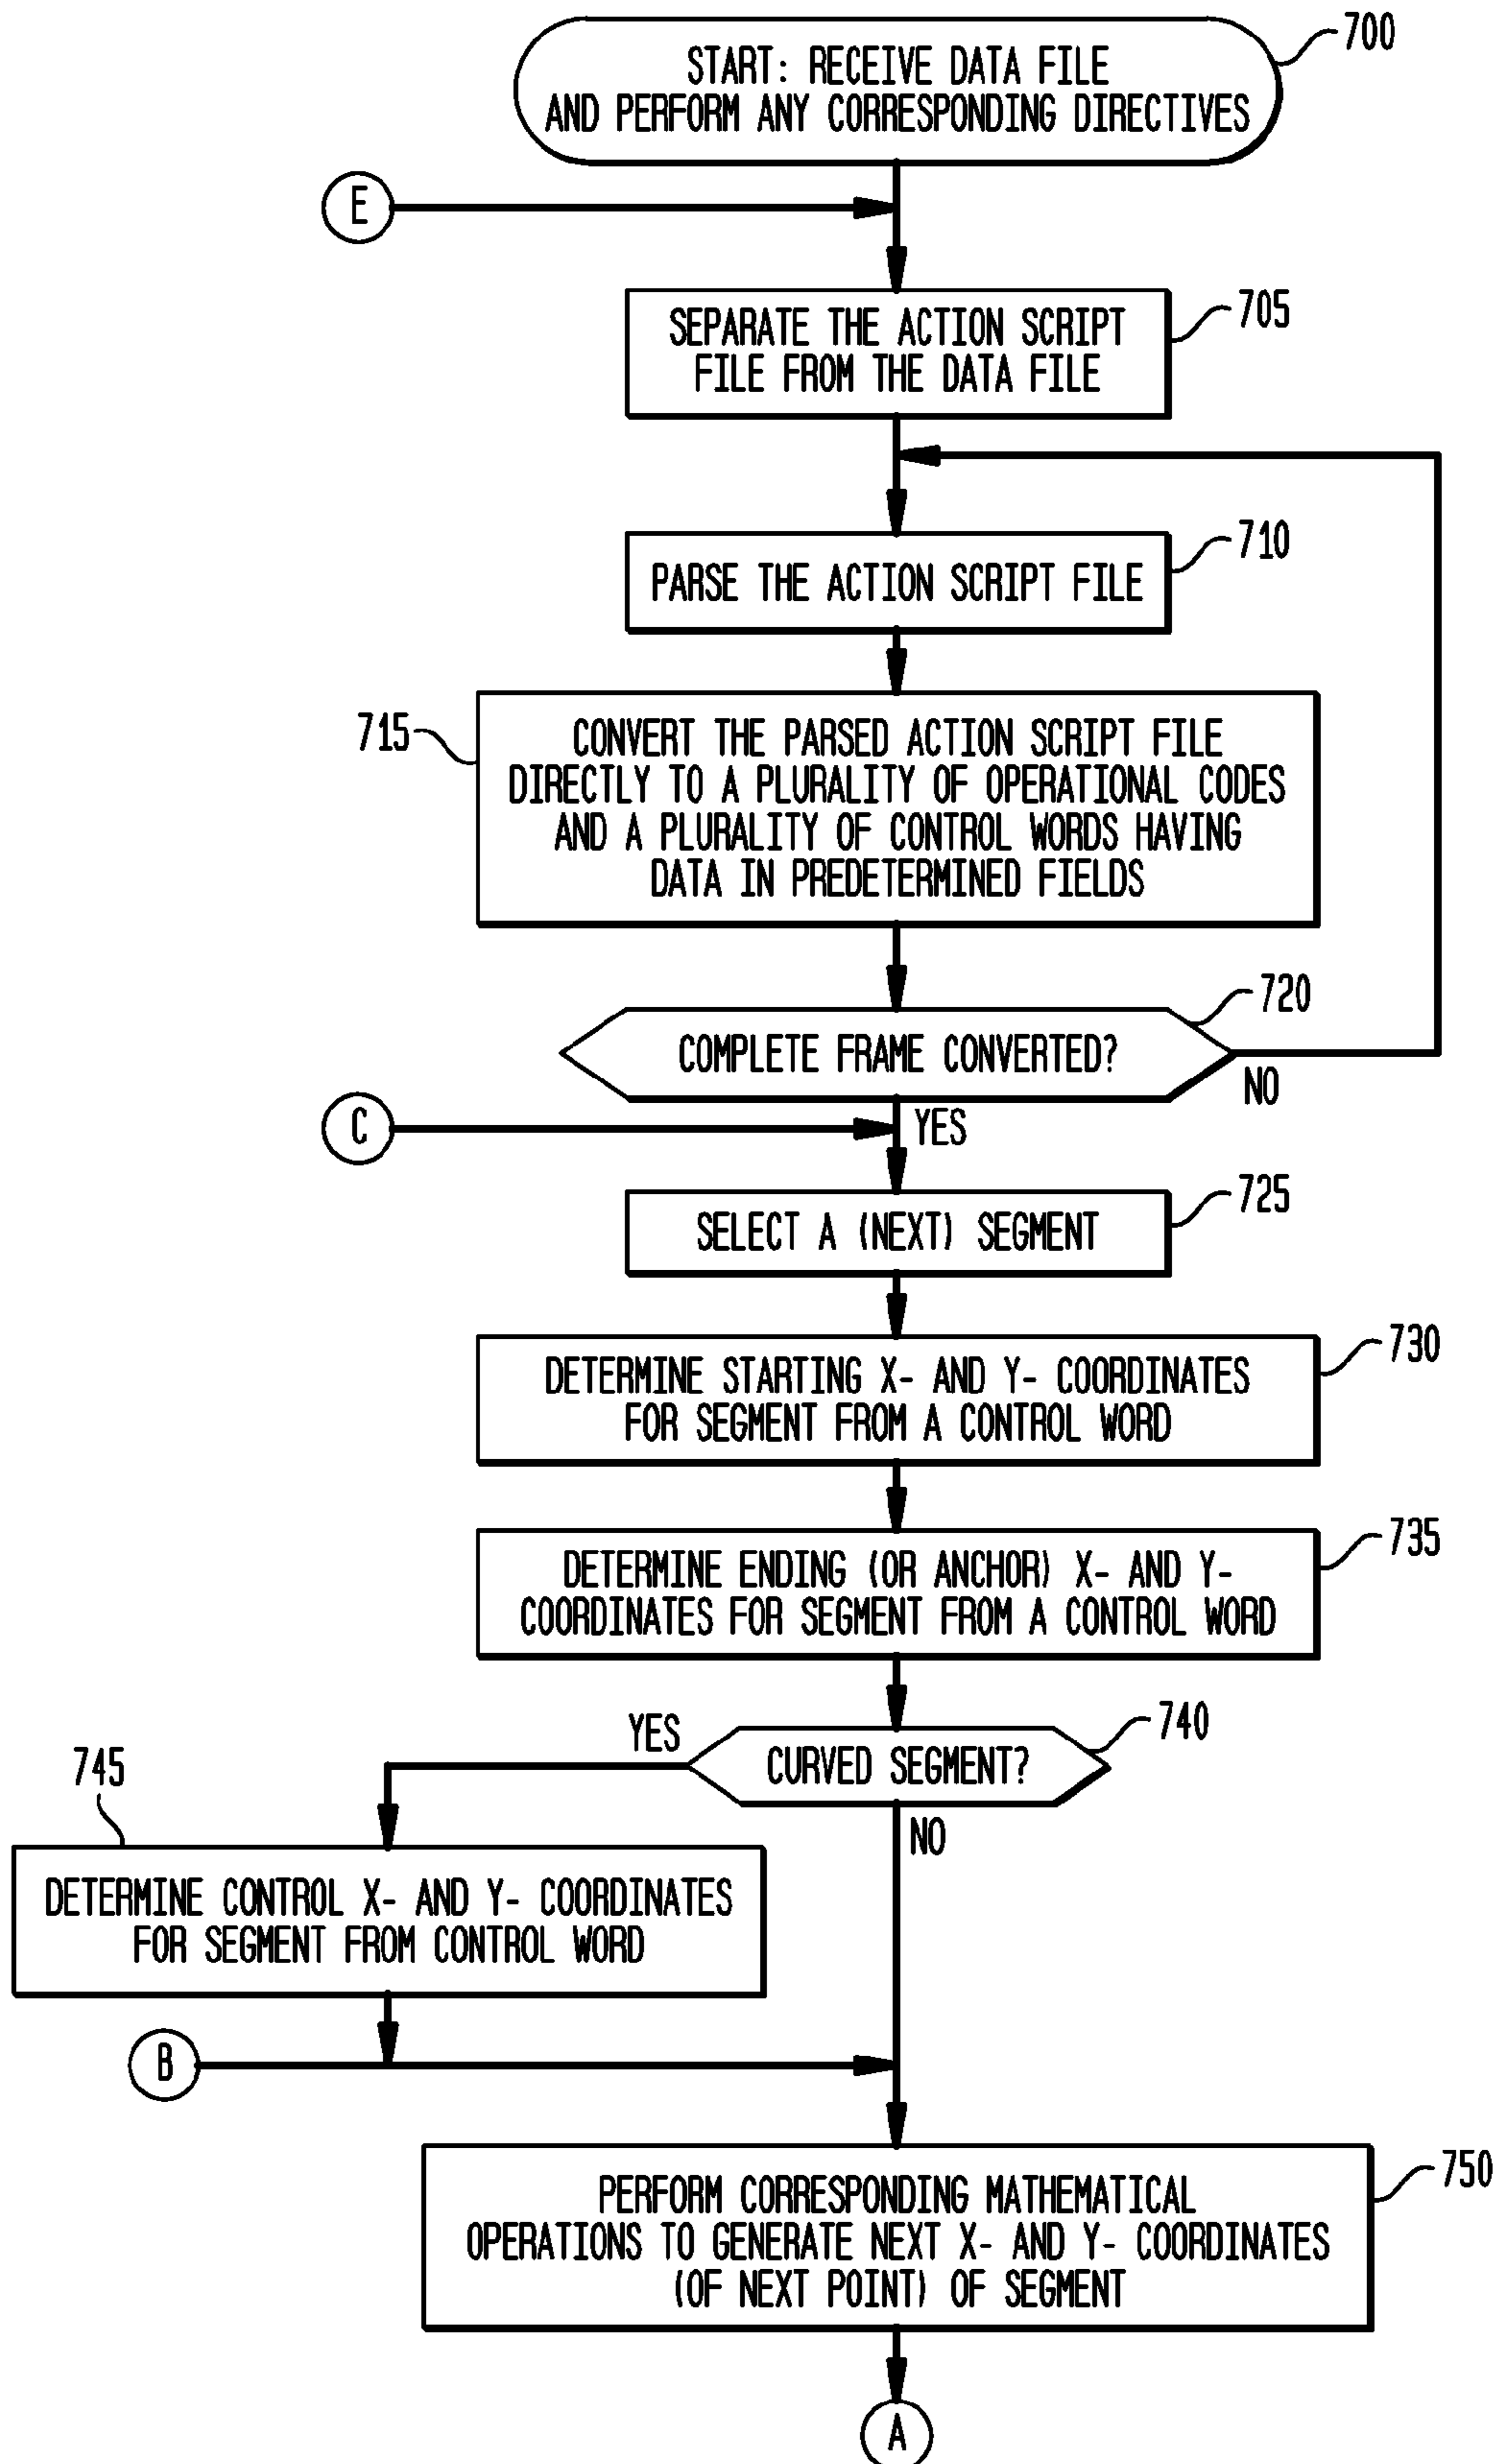 700
START: RECEIVE DATA FILE
AND PERFORM ANY CORRESPONDING DIRECTIVES
E
705
SEPARATE THE ACTION SCRIPT
FILE FROM THE DATA FILE
710
PARSE THE ACTION SCRIPT FILE
715
CONVERT THE PARSED ACTION SCRIPT FILE
DIRECTLY TO A PLURALITY OF OPERATIONAL CODES
AND A PLURALITY OF CONTROL WORDS HAVING
DATA IN PREDETERMINED FIELDS
720
COMPLETE FRAME CONVERTED?
NO
C
YES
725
SELECT A (NEXT) SEGMENT
730
DETERMINE STARTING X- AND Y- COORDINATES
FOR SEGMENT FROM A CONTROL WORD
735
DETERMINE ENDING (OR ANCHOR) X- AND Y-
COORDINATES FOR SEGMENT FROM A CONTROL WORD
740
YES
CURVED SEGMENT?
745
NO
DETERMINE CONTROL X- AND Y- COORDINATES
FOR SEGMENT FROM CONTROL WORD
B
750
PERFORM CORRESPONDING MATHEMATICAL
OPERATIONS TO GENERATE NEXT X- AND Y- COORDINATES
(OF NEXT POINT) OF SEGMENT
A